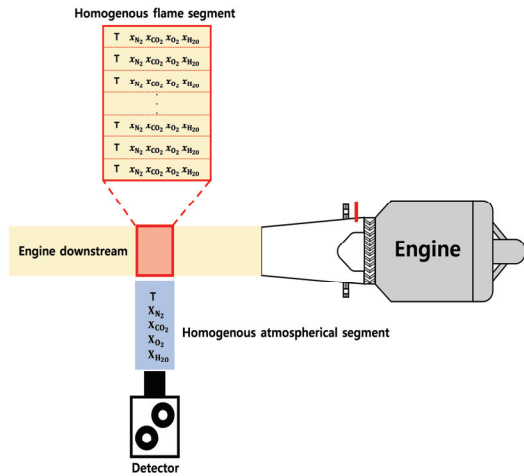 Homogenous flame segment
T x_N₂ x_CO₂ x_O₂ x_H₂O
T x_N₂ x_CO₂ x_O₂ x_H₂O
T x_N₂ x_CO₂ x_O₂ x_H₂O
⋮
T x_N₂ x_CO₂ x_O₂ x_H₂O
T x_N₂ x_CO₂ x_O₂ x_H₂O
T x_N₂ x_CO₂ x_O₂ x_H₂O
Engine downstream
Engine
T
X_N₂
X_CO₂
X_O₂
X_H₂O
Homogenous atmospherical segment
Detector